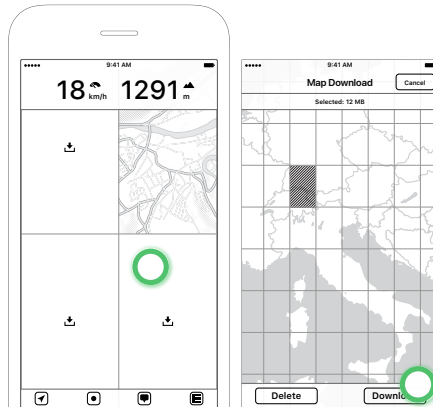 9:41 AM
18 km/h 1291 m
9:41 AM
Map Download
Cancel
Selected: 12 MB
Delete
Downlo